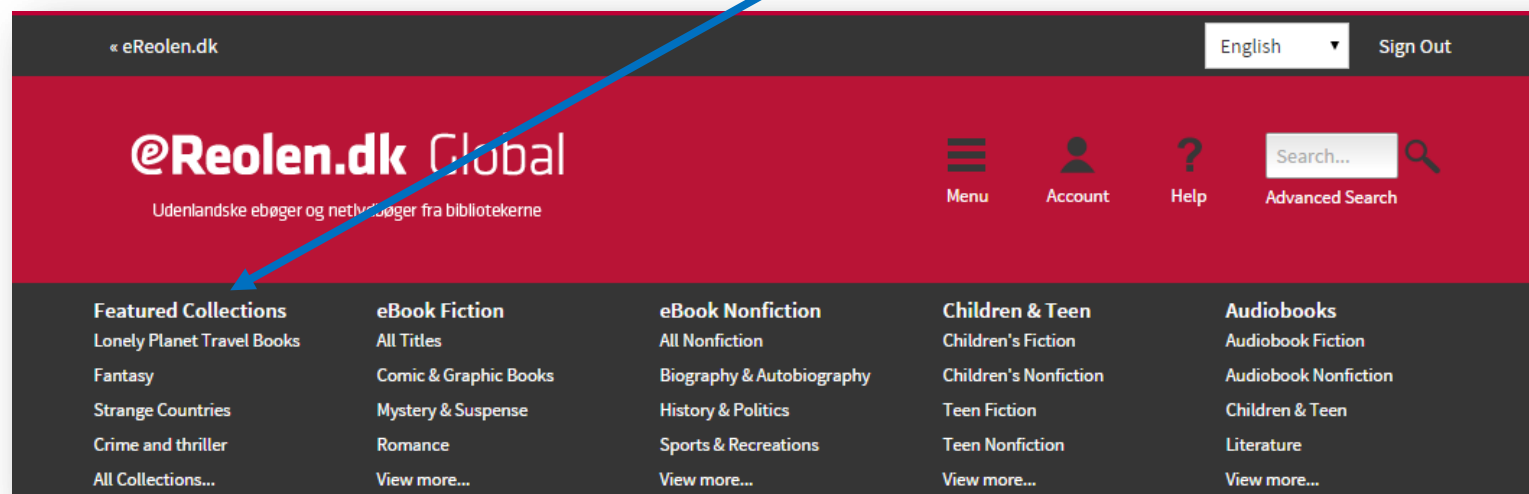 « eReolen.dk English Sign Out
@Reolen.dk Global
Udenlandske ebøger og netlydbøger fra bibliotekerne
Menu Account Help Search...
Advanced Search
Featured Collections eBook Fiction eBook Nonfiction Children & Teen Audiobooks
Lonely Planet Travel Books All Titles All Nonfiction Children's Fiction Audiobook Fiction
Fantasy Comic & Graphic Books Biography & Autobiography Children's Nonfiction Audiobook Nonfiction
Strange Countries Mystery & Suspense History & Politics Teen Fiction Children & Teen
Crime and thriller Romance Sports & Recreations Teen Nonfiction Literature
All Collections... View more... View more... View more... View more...